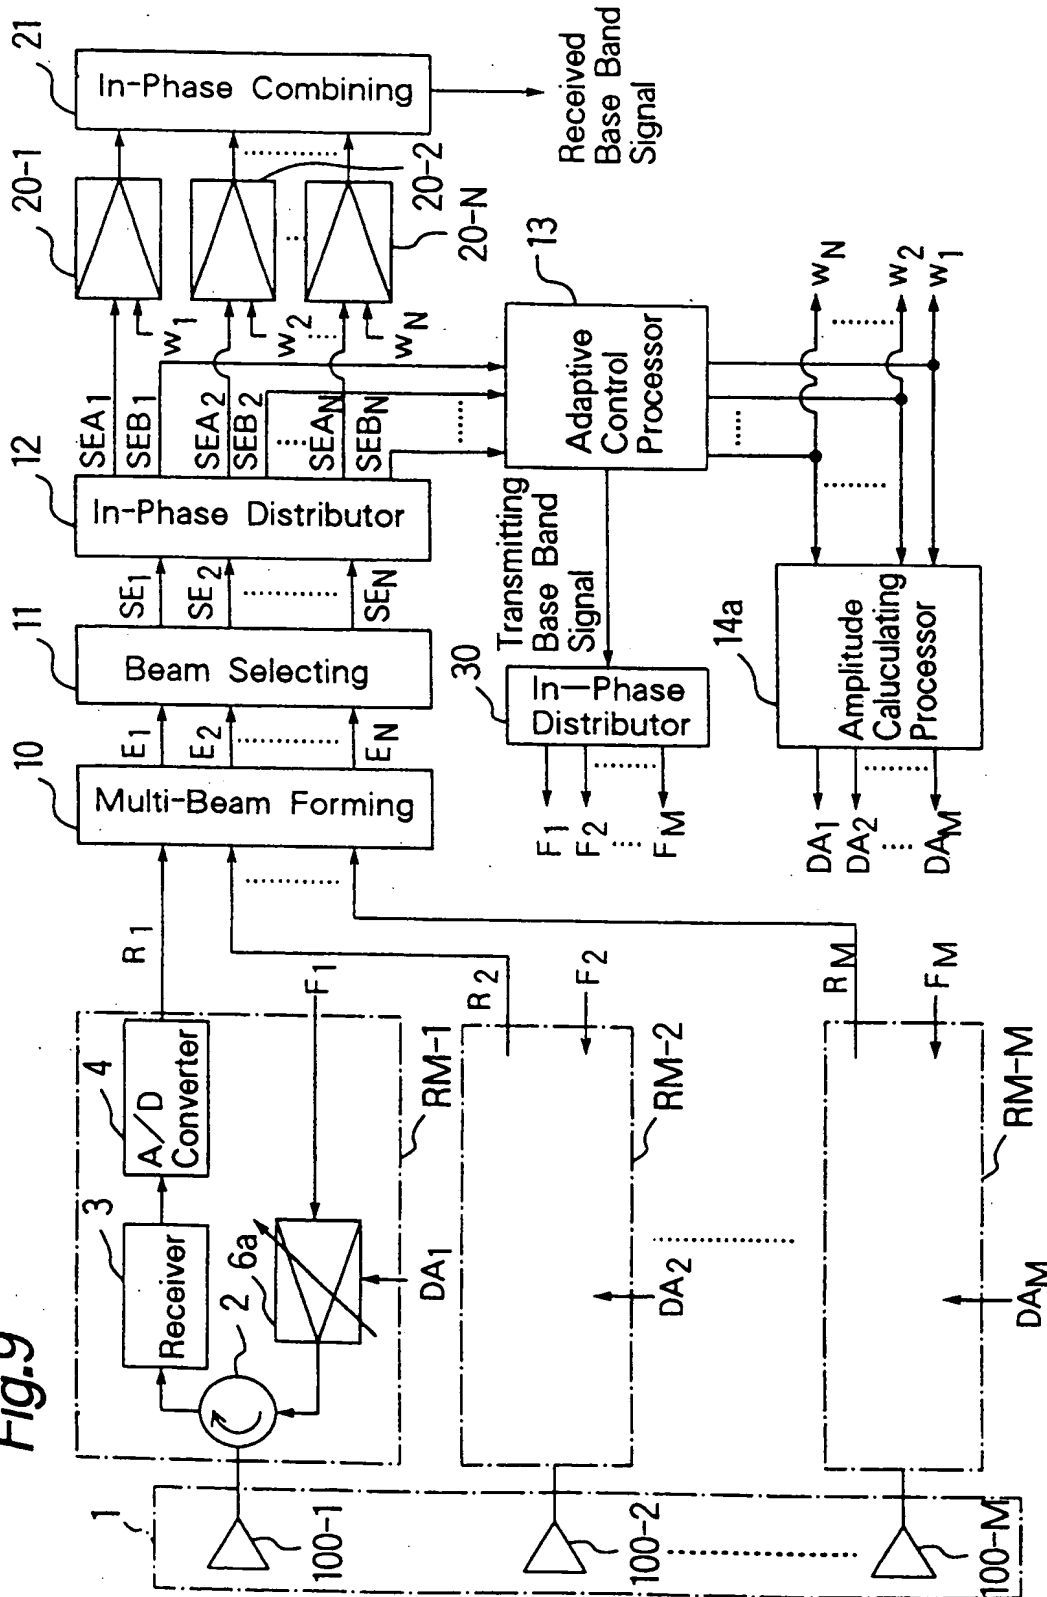 Fig.9
1
100-1
100-2
100-M
2
3
Receiver
4
A/D
Converter
6a
DA1
F1
R1
RM-1
R2
F2
DA2
RM-2
RM
FM
DAM
RM-M
10
Multi-Beam Forming
E1
E2
EN
11
Beam Selecting
SE1
SE2
SEN
12
In-Phase Distributor
SEA1
SEB1
SEA2
SEB2
SEAN
SEBN
W1
W2
WN
20-1
20-2
20-N
21
In-Phase Combining
Received
Base Band
Signal
13
Adaptive
Control
Processor
Transmitting
Base Band
Signal
30
In-Phase
Distributor
F1
F2
FM
14a
Amplitude
Caluculating
Processor
DA1
DA2
DAM
WN
W2
W1